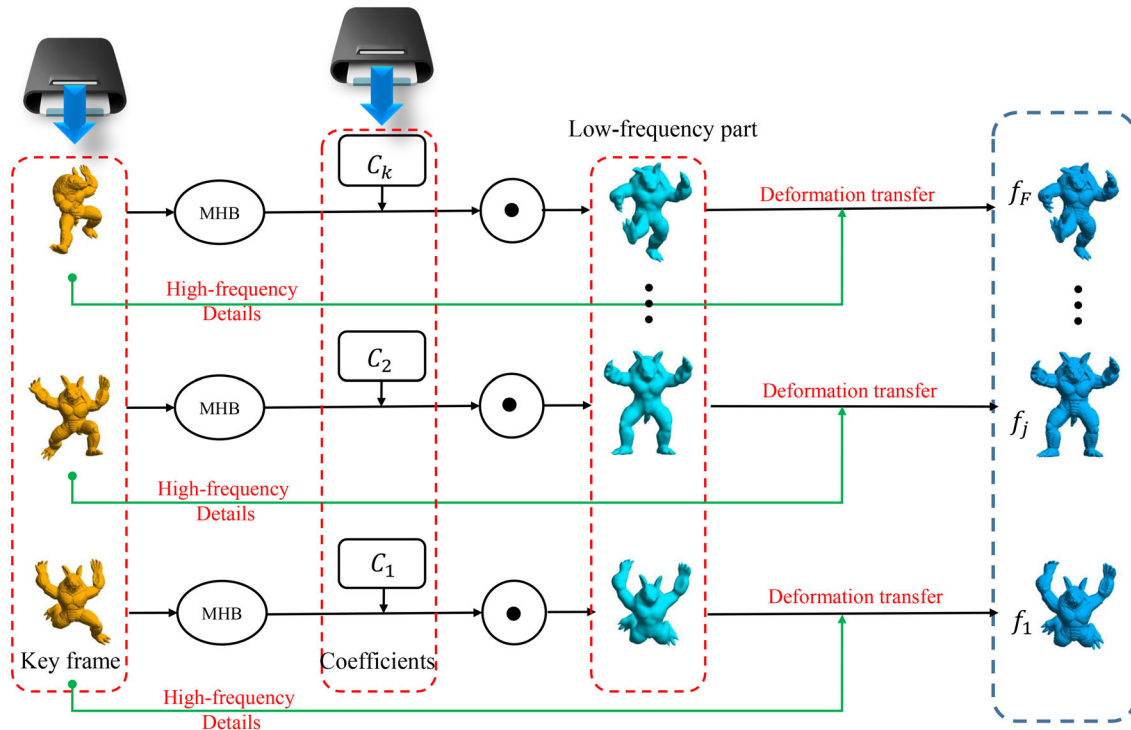 Low-frequency part
C_k
MHB
Deformation transfer
f_F
High-frequency
Details
C_2
MHB
Deformation transfer
f_j
High-frequency
Details
C_1
MHB
Deformation transfer
f_1
Key frame
Coefficients
High-frequency
Details